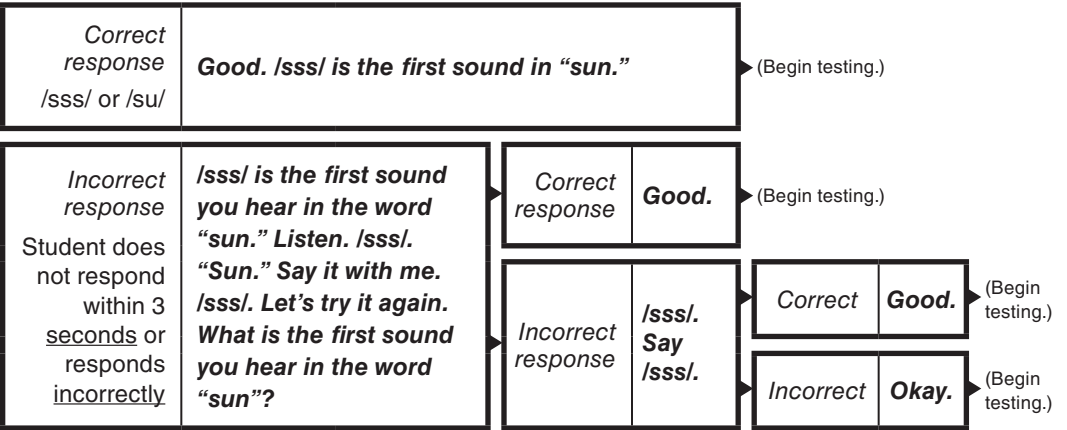 Correct
response
/sss/ or /su/
Good. /sss/ is the first sound in “sun.”
(Begin testing.)
Incorrect
response
Student does
not respond
within 3
seconds or
responds
incorrectly
/sss/ is the first sound
you hear in the word
“sun.” Listen. /sss/.
“Sun.” Say it with me.
/sss/. Let’s try it again.
What is the first sound
you hear in the word
“sun”?
Correct
response
Good.
(Begin testing.)
Incorrect
response
/sss/.
Say
/sss/.
Correct
Good.
(Begin
testing.)
Incorrect
Okay.
(Begin
testing.)